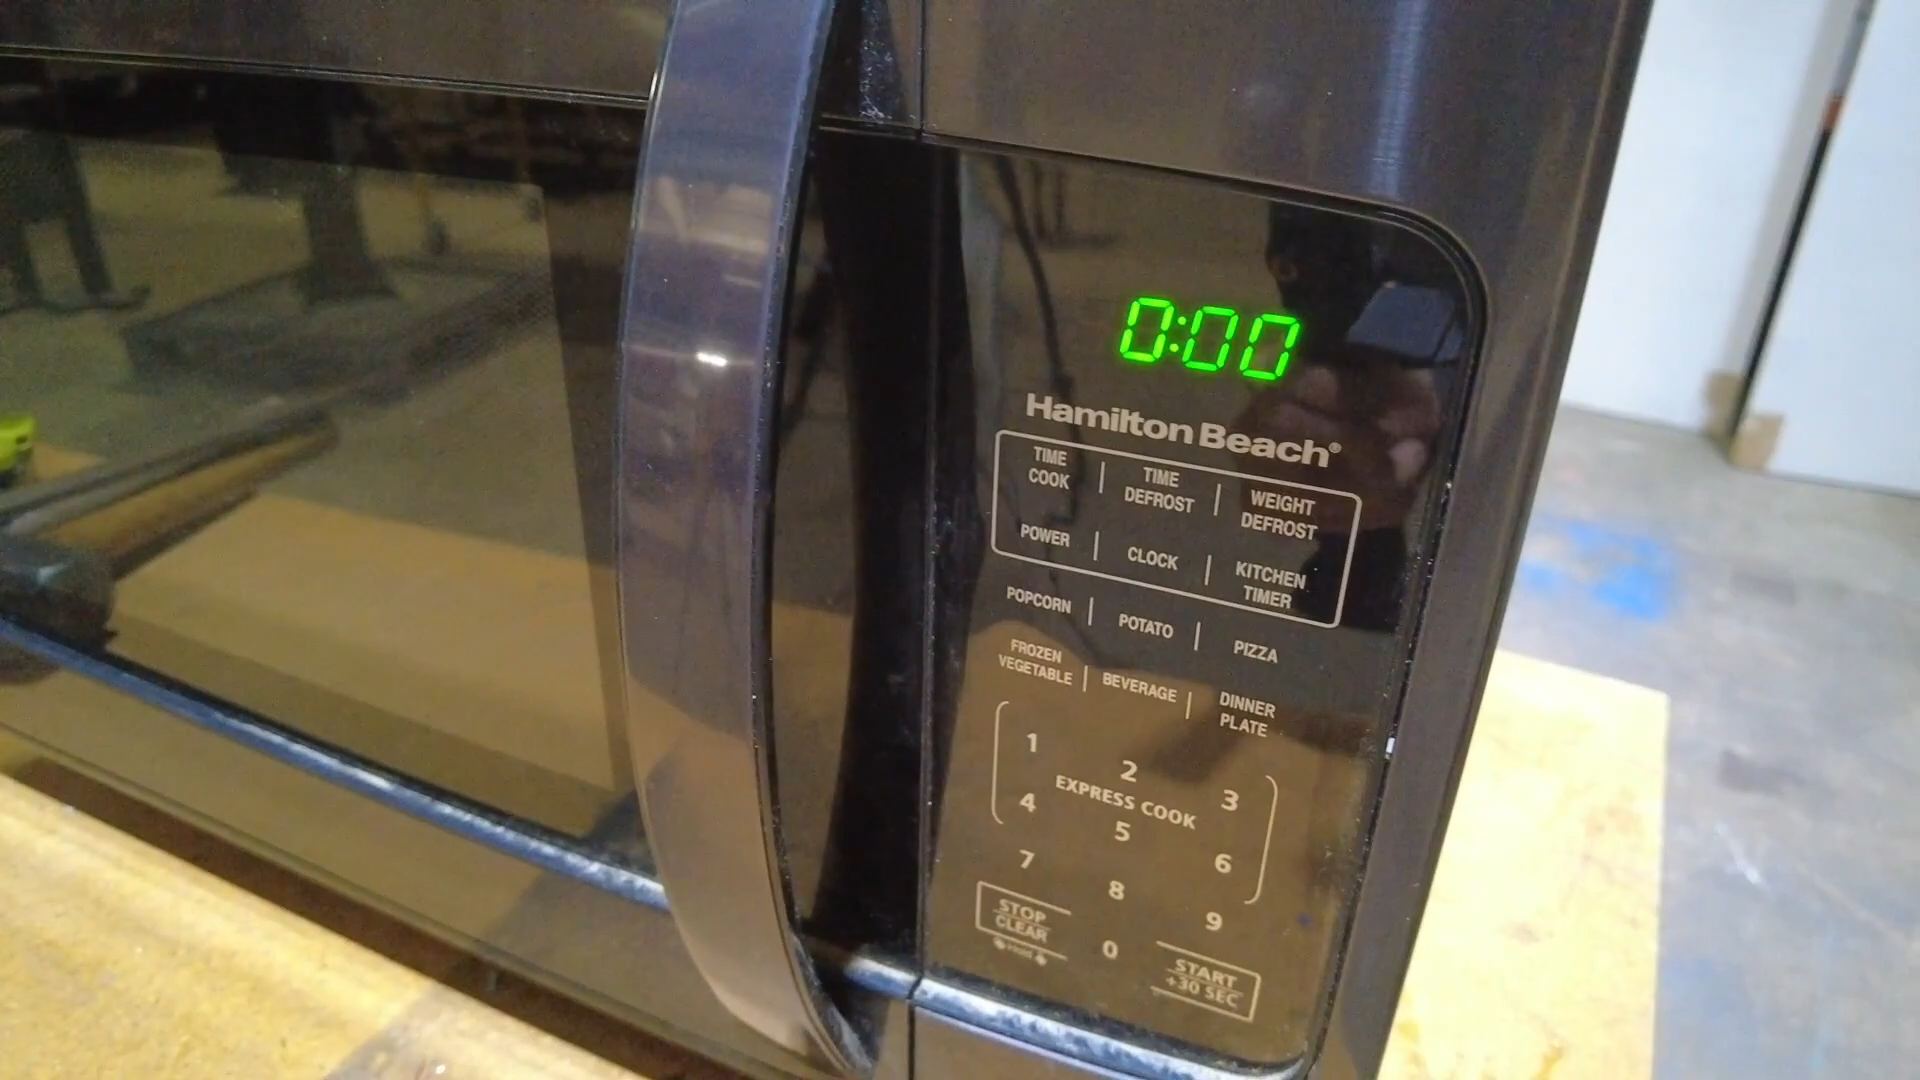 0:00
Hamilton Beach®
TIME COOK | TIME DEFROST | WEIGHT DEFROST
POWER | CLOCK | KITCHEN TIMER
POPCORN | POTATO | PIZZA
FROZEN VEGETABLE | BEVERAGE | DINNER PLATE
1 2 3
EXPRESS COOK
4 5 6
7 8 9
STOP CLEAR 0 START +30 SEC
Hold